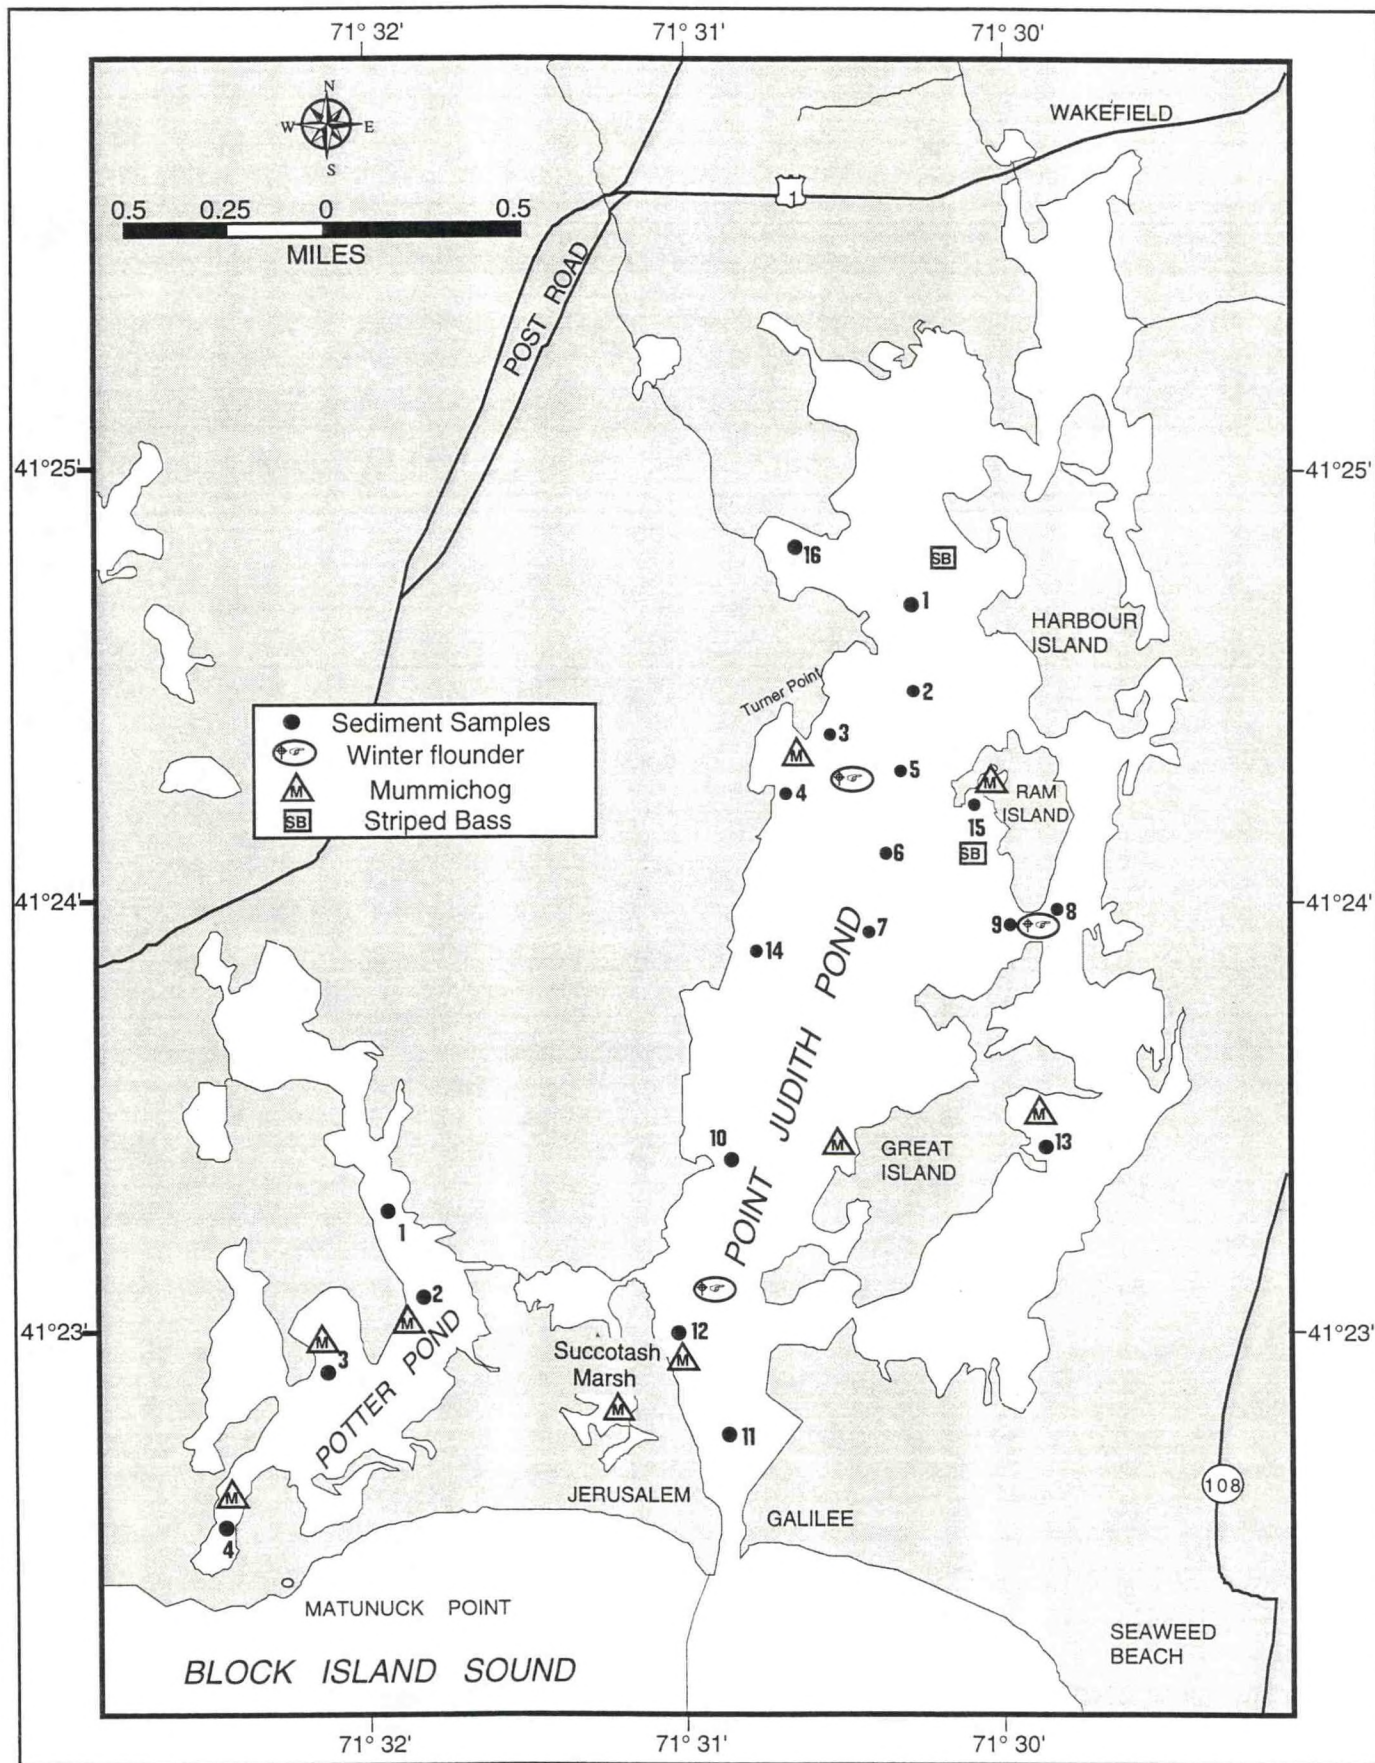 71° 32'
71° 31'
71° 30'
N
W E
S
WAKEFIELD
0.5 0.25 0 0.5
MILES
1
POST ROAD
41°25'
41°25'
16
SB
1
HARBOUR
ISLAND
2
Turner Point
Sediment Samples
Winter flounder
M Mummichog
SB Striped Bass
3
M
5
M
RAM
ISLAND
4
15
6
SB
41°24'
41°24'
8
9
7
14
POINT JUDITH POND
M
10
M
GREAT
ISLAND
13
1
2
M
41°23'
41°23'
12
M
3
Succotash
Marsh
M
M
POTTER POND
11
M
4
JERUSALEM
GALILEE
108
MATUNUCK POINT
SEAWEED
BEACH
BLOCK ISLAND SOUND
71° 32'
71° 31'
71° 30'